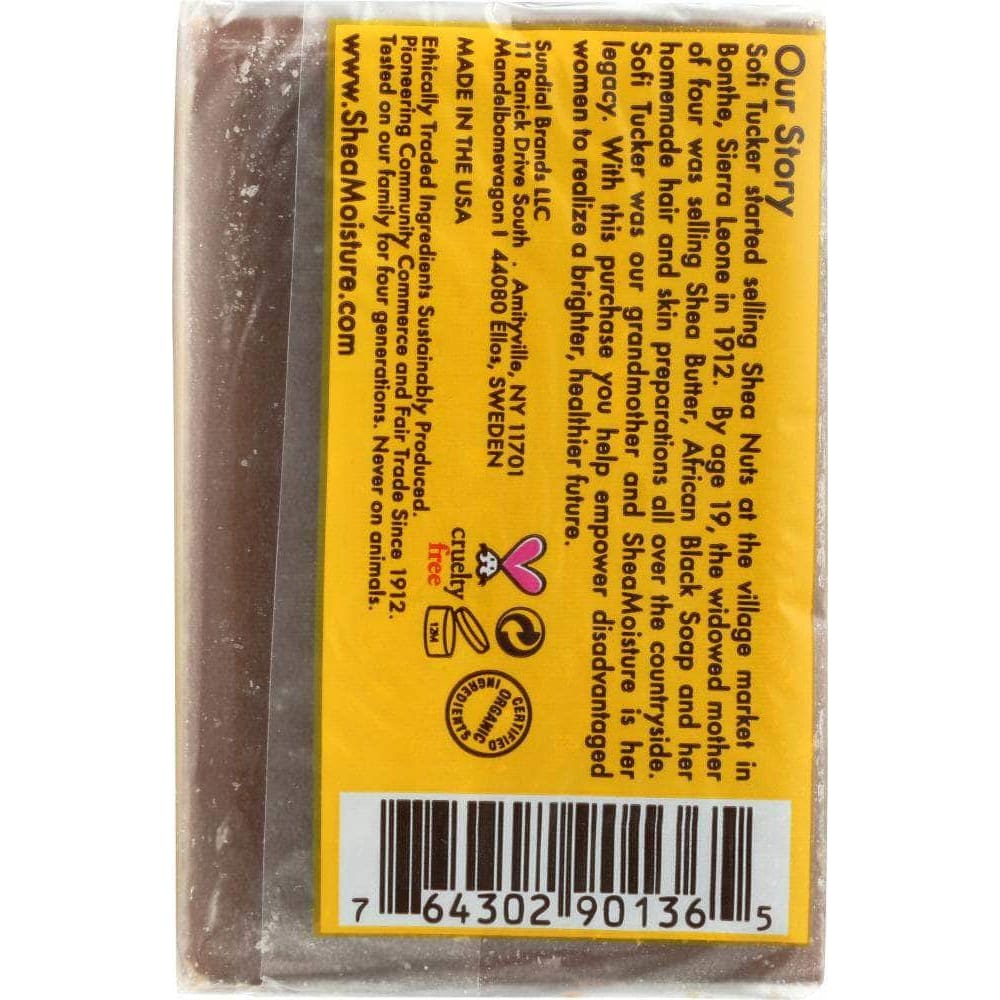 Our Story
Sofi Tucker started selling Shea Nuts at the village market in
Bonthe, Sierra Leone in 1912. By age 19, the widowed mother
of four was selling Shea Butter, African Black Soap and her
homemade hair and skin preparations all over the countryside.
Sofi Tucker was our grandmother and SheaMoisture is her
legacy. With this purchase you help empower disadvantaged
women to realize a brighter, healthier future.
Sundial Brands LLC
11 Ranick Drive South . Amityville, NY 11701
Mandelbomevagon I 44080 Ellos, SWEDEN
MADE IN THE USA
Ethically Traded Ingredients Sustainably Produced.
Pioneering Community Commerce and Fair Trade Since 1912.
Tested on our family for four generations. Never on animals.
www.SheaMoisture.com
cruelty
free
12M
CERTIFIED
ORGANIC
INGREDIENTS
7 64302 90136 5